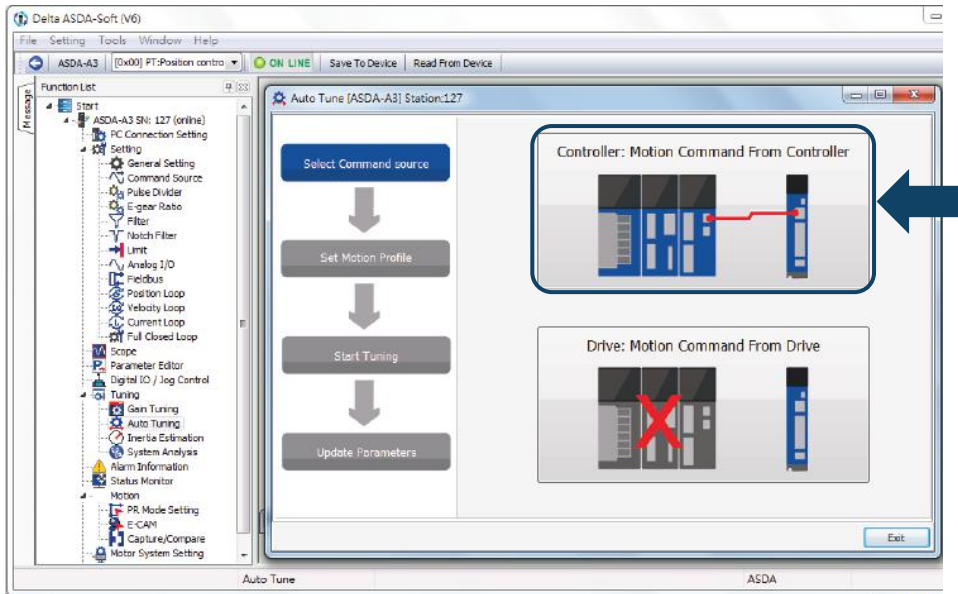 Delta ASDA-Soft (V6)
File Setting Tools Window Help
ASDA-A3 [0x00] PT:Position contro ON LINE Save To Device Read From Device
Message
Function List
Start
ASDA-A3 SN: 127 (online)
PC Connection Setting
Setting
General Setting
Command Source
Pulse Divider
E-gear Ratio
Filter
Notch Filter
Limit
Analog I/O
Fieldbus
Position Loop
Velocity Loop
Current Loop
Full Closed Loop
Scope
Parameter Editor
Digital IO / Jog Control
Tuning
Gain Tuning
Auto Tuning
Inertia Estimation
System Analysis
Alarm Information
Status Monitor
Motion
PR Mode Setting
E-CAM
Capture/Compare
Motor System Setting
Auto Tune [ASDA-A3] Station:127
Select Command source
Set Motion Profile
Start Tuning
Update Parameters
Controller: Motion Command From Controller
Drive: Motion Command From Drive
Exit
Auto Tune ASDA